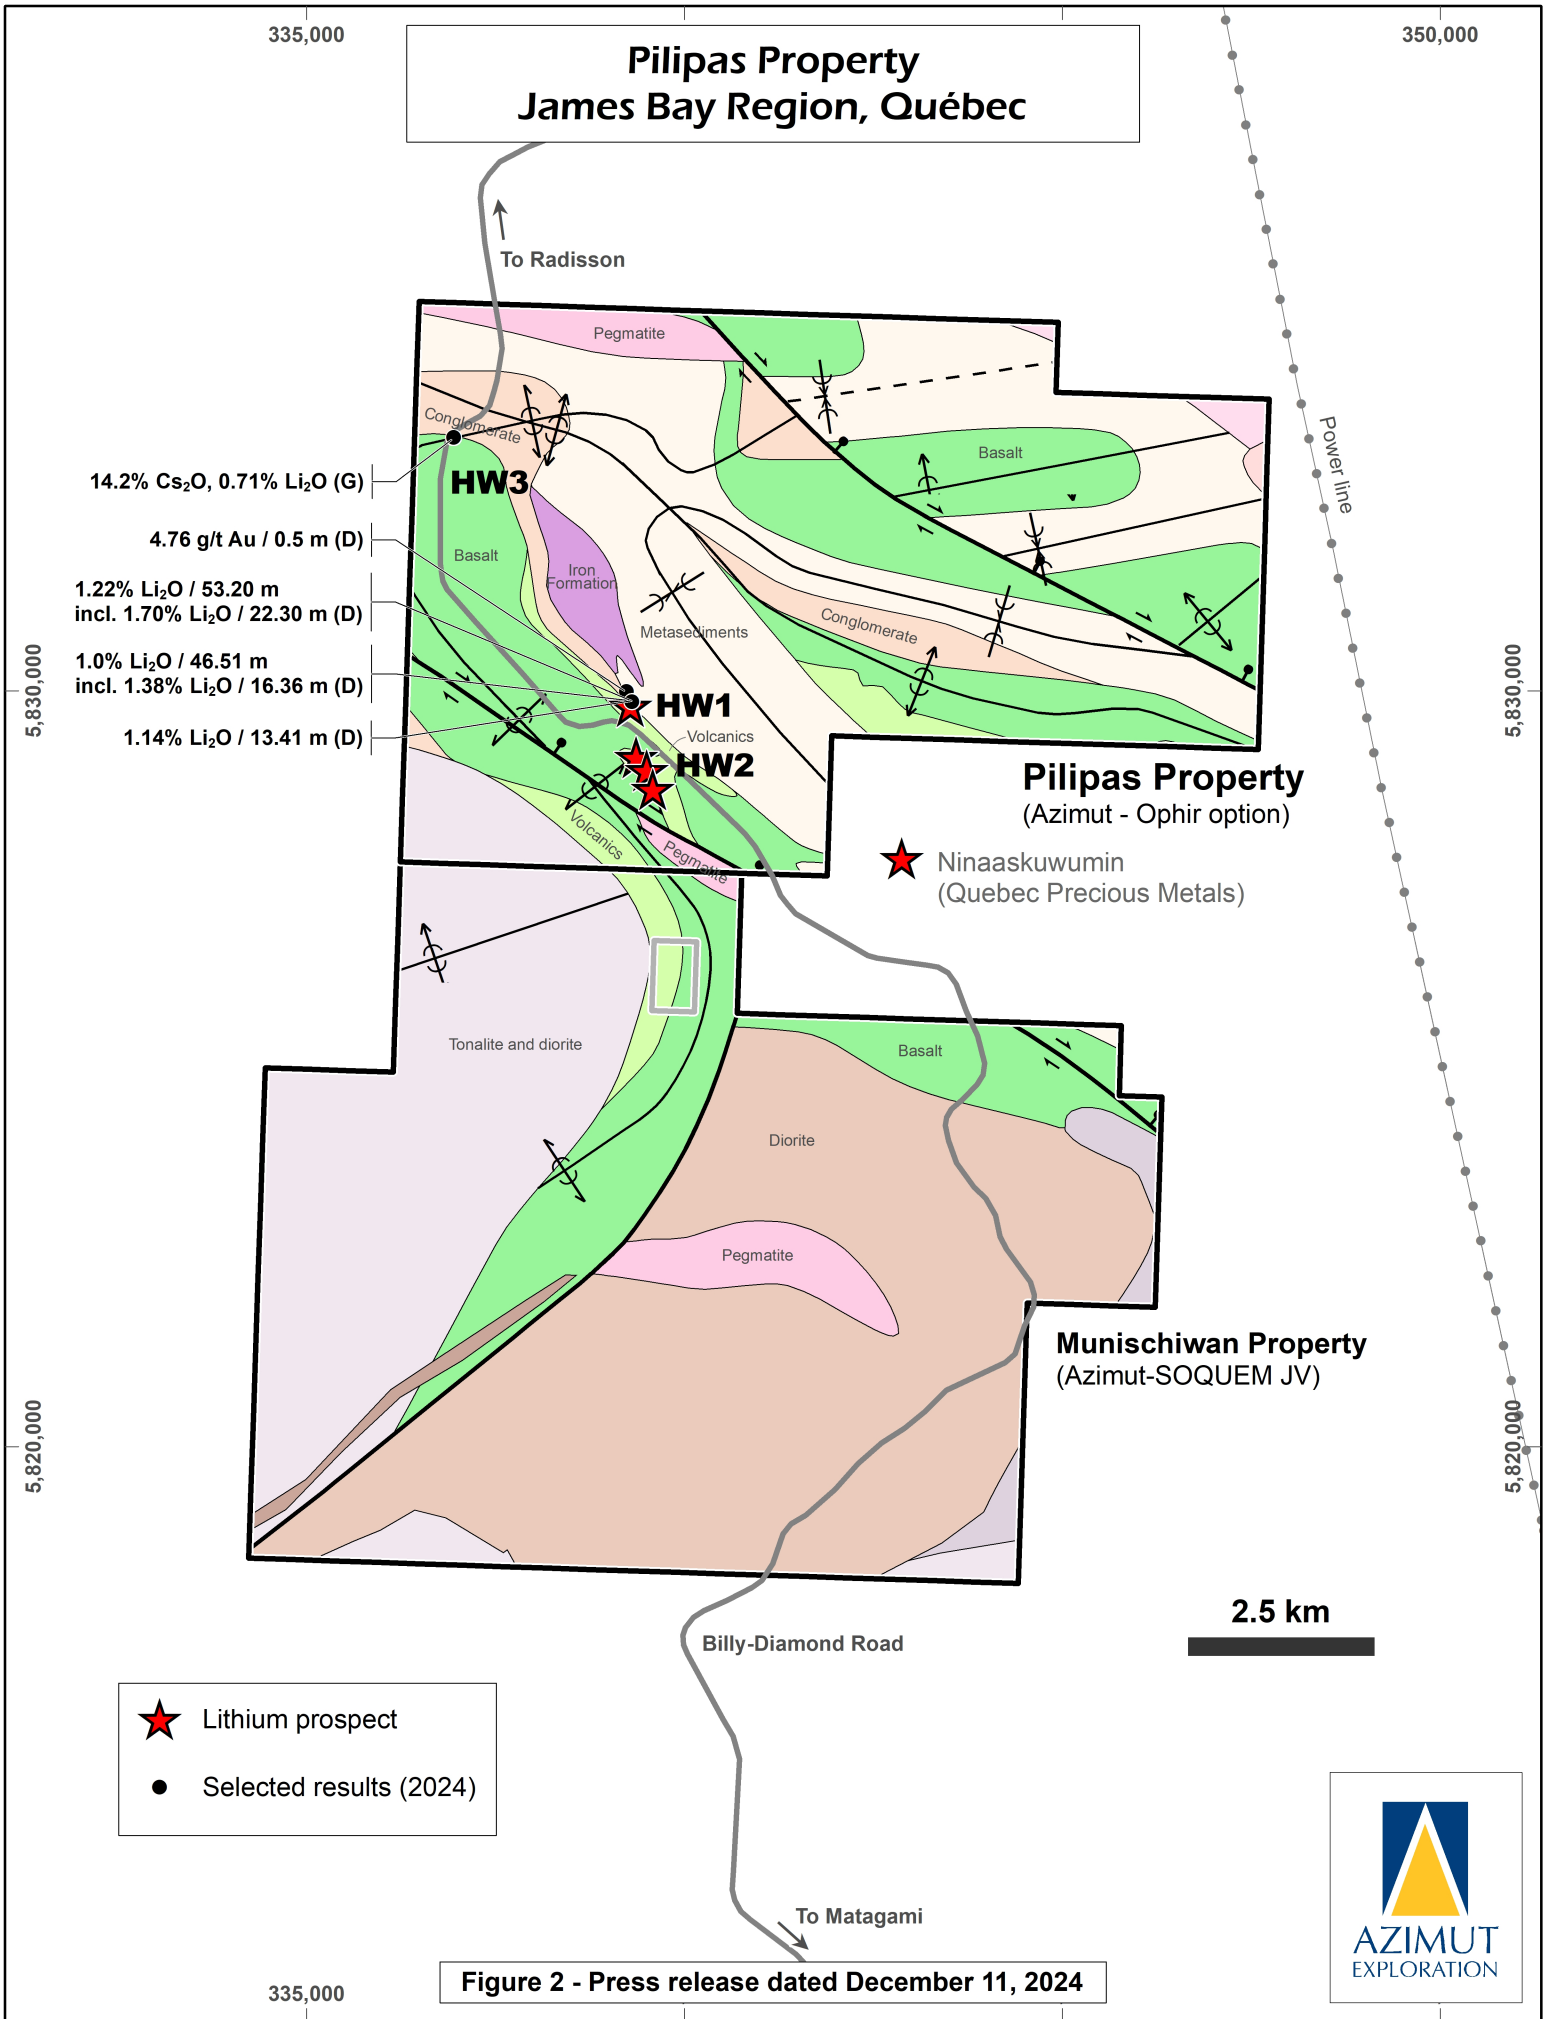 335,000
350,000
Pilipas Property
James Bay Region, Québec
To Radisson
Pegmatite
Power line
Conglomerate
Basalt
14.2% Cs₂O, 0.71% Li₂O (G)
HW3
4.76 g/t Au / 0.5 m (D)
Basalt
Iron
Formation
1.22% Li₂O / 53.20 m
incl. 1.70% Li₂O / 22.30 m (D)
Metasediments
Conglomerate
1.0% Li₂O / 46.51 m
incl. 1.38% Li₂O / 16.36 m (D)
5,830,000
5,830,000
HW1
1.14% Li₂O / 13.41 m (D)
Volcanics
HW2
Pilipas Property
(Azimut - Ophir option)
Volcanics
Pegmatite
Ninaaskuwumin
(Quebec Precious Metals)
Tonalite and diorite
Basalt
Diorite
Pegmatite
Munischiwan Property
(Azimut-SOQUEM JV)
5,820,000
5,820,000
2.5 km
Billy-Diamond Road
Lithium prospect
Selected results (2024)
To Matagami
AZIMUT
EXPLORATION
Figure 2 - Press release dated December 11, 2024
335,000